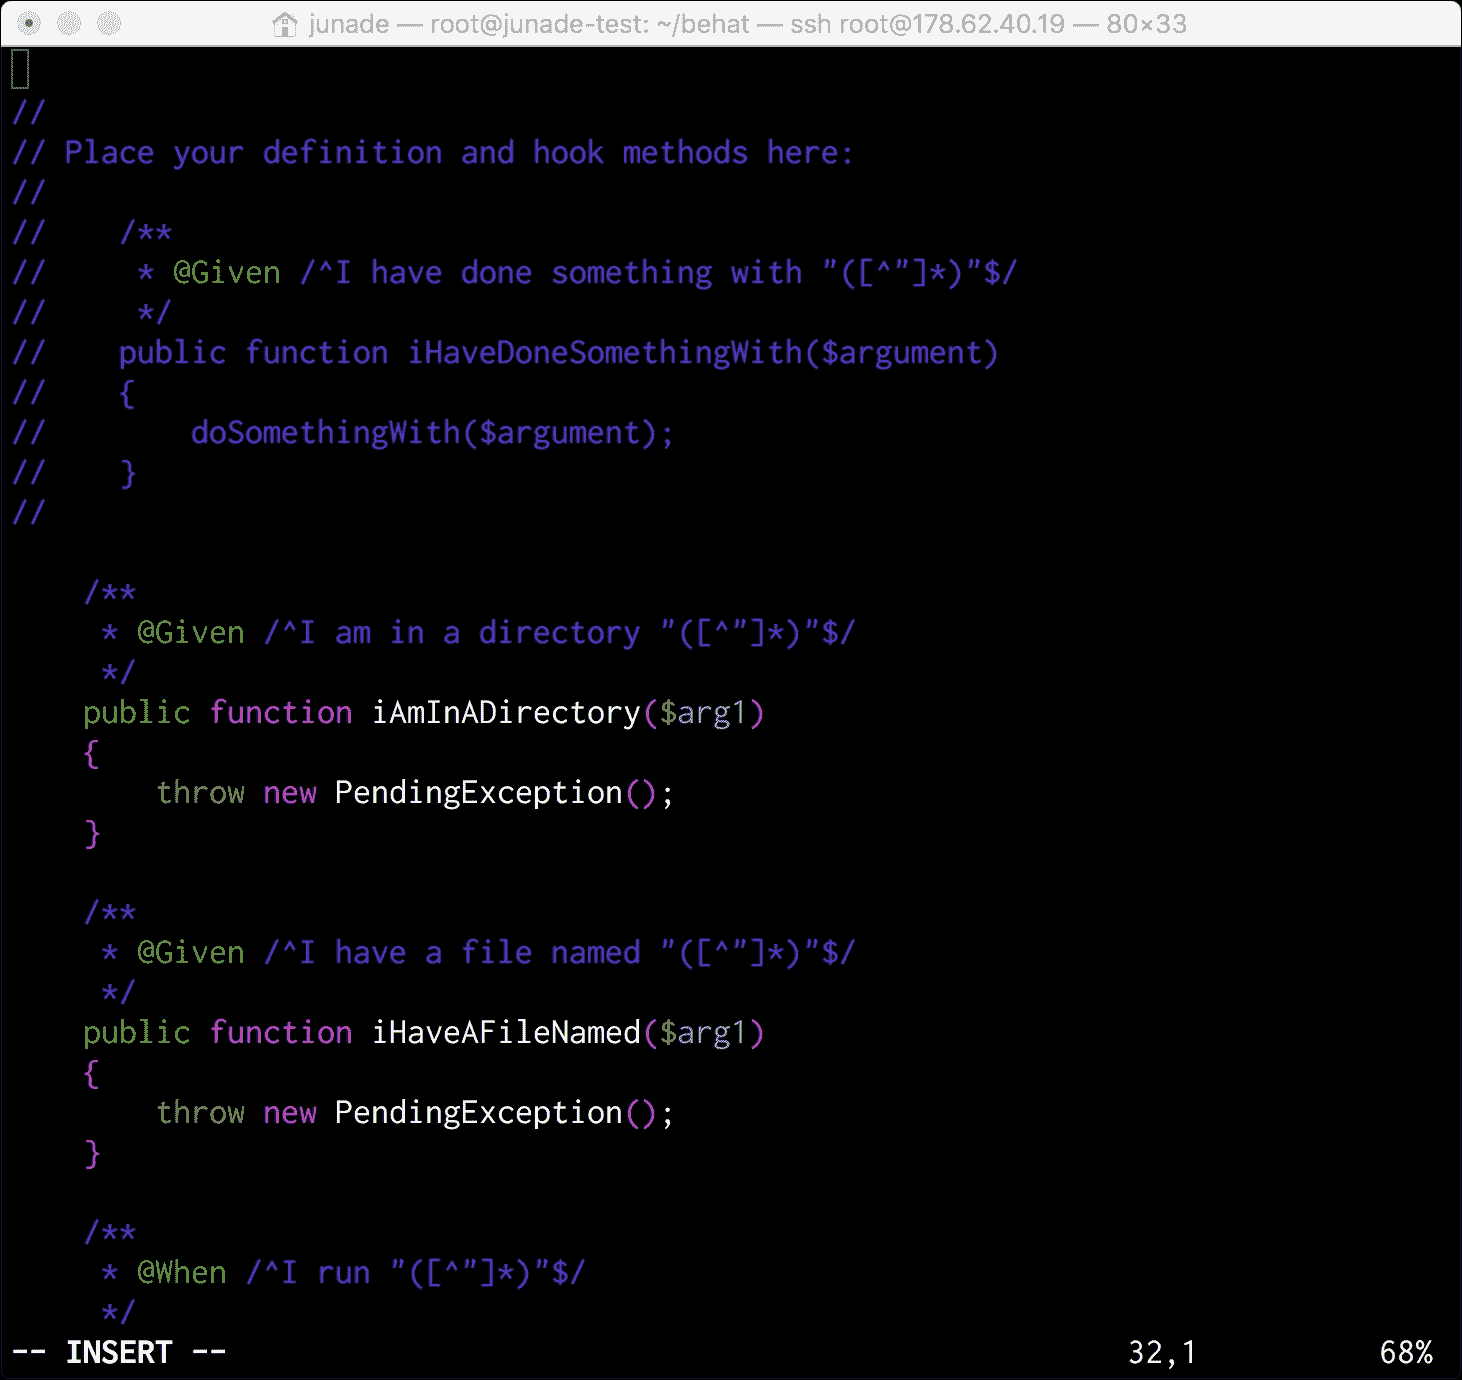 junade — root@junade-test: ~/behat — ssh root@178.62.40.19 — 80×33
//
// Place your definition and hook methods here:
//
//    /**
//     * @Given /^I have done something with "([^"]*)"$/
//     */
//    public function iHaveDoneSomethingWith($argument)
//    {
//        doSomethingWith($argument);
//    }
//
    /**
     * @Given /^I am in a directory "([^"]*)"$/
     */
    public function iAmInADirectory($arg1)
    {
        throw new PendingException();
    }
    /**
     * @Given /^I have a file named "([^"]*)"$/
     */
    public function iHaveAFileNamed($arg1)
    {
        throw new PendingException();
    }
    /**
     * @When /^I run "([^"]*)"$/
     */
-- INSERT -- 32,1 68%